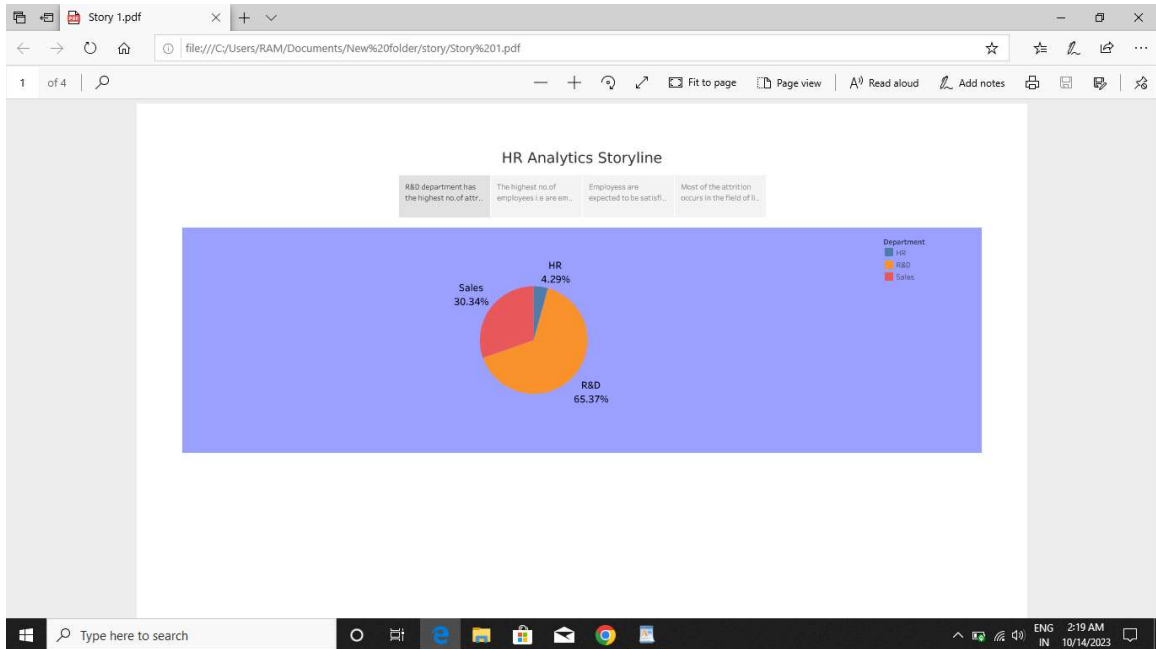 Story 1.pdf
file:///C:/Users/RAM/Documents/New%20folder/story/Story%201.pdf
1 of 4 Fit to page Page view Read aloud Add notes
HR Analytics Storyline
R&D department has
the highest no.of attr..
The highest no.of
employees i.e are em..
Employess are
expected to be satisfi..
Most of the attrition
occurs in the field of li..
Department
HR
R&D
Sales
HR
4.29%
Sales
30.34%
R&D
65.37%
Type here to search
ENG 2:19 AM
IN 10/14/2023